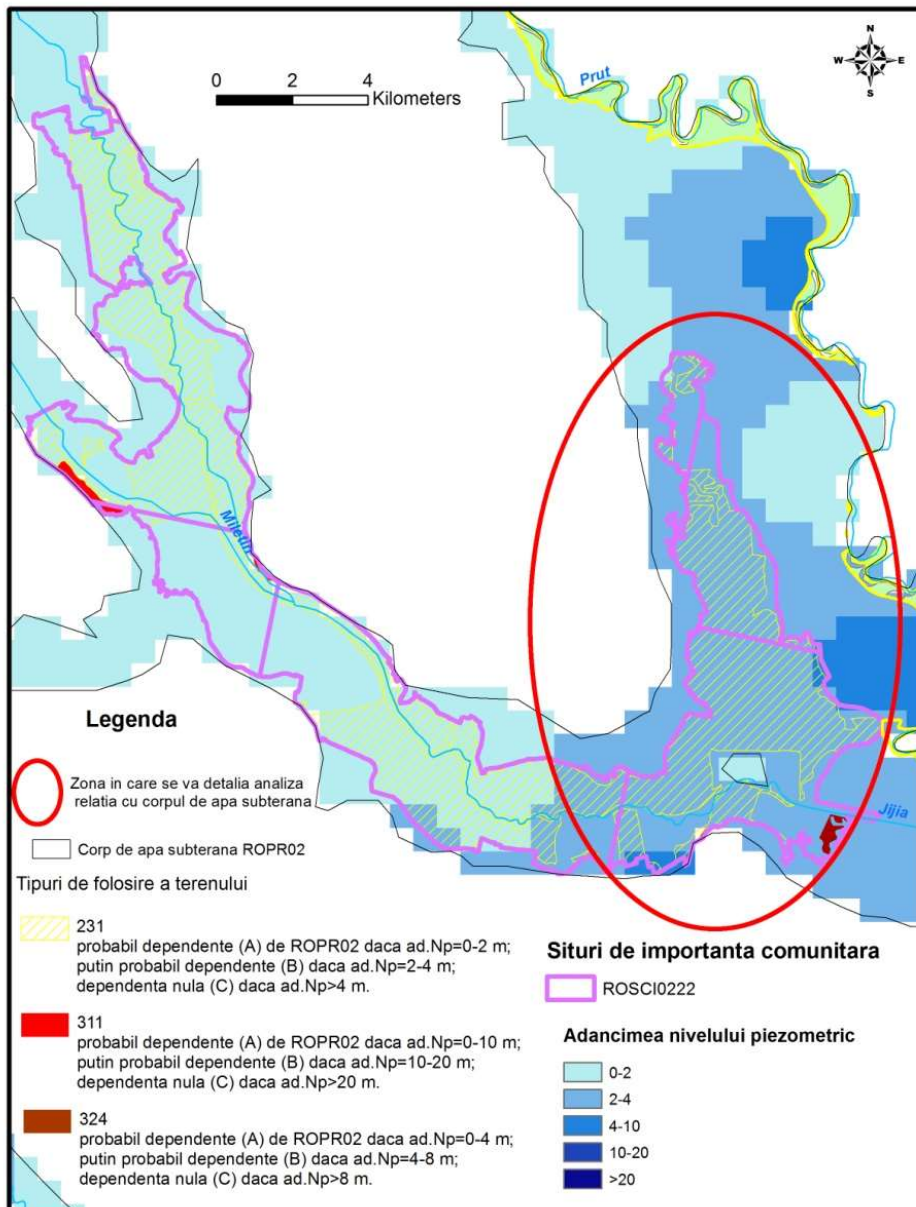 N
W E
S
Prut
0 2 4
Kilometers
Miletin
Jijia
Legenda
Zona in care se va detalia analiza
relatia cu corpul de apa subterana
Corp de apa subterana ROPR02
Tipuri de folosire a terenului
231
probabil dependente (A) de ROPR02 daca ad.Np=0-2 m;
putin probabil dependente (B) daca ad.Np=2-4 m;
dependenta nula (C) daca ad.Np>4 m.
311
probabil dependente (A) de ROPR02 daca ad.Np=0-10 m;
putin probabil dependente (B) daca ad.Np=10-20 m;
dependenta nula (C) daca ad.Np>20 m.
324
probabil dependente (A) de ROPR02 daca ad.Np=0-4 m;
putin probabil dependente (B) daca ad.Np=4-8 m;
dependenta nula (C) daca ad.Np>8 m.
Situri de importanta comunitara
ROSCI0222
Adancimea nivelului piezometric
0-2
2-4
4-10
10-20
>20